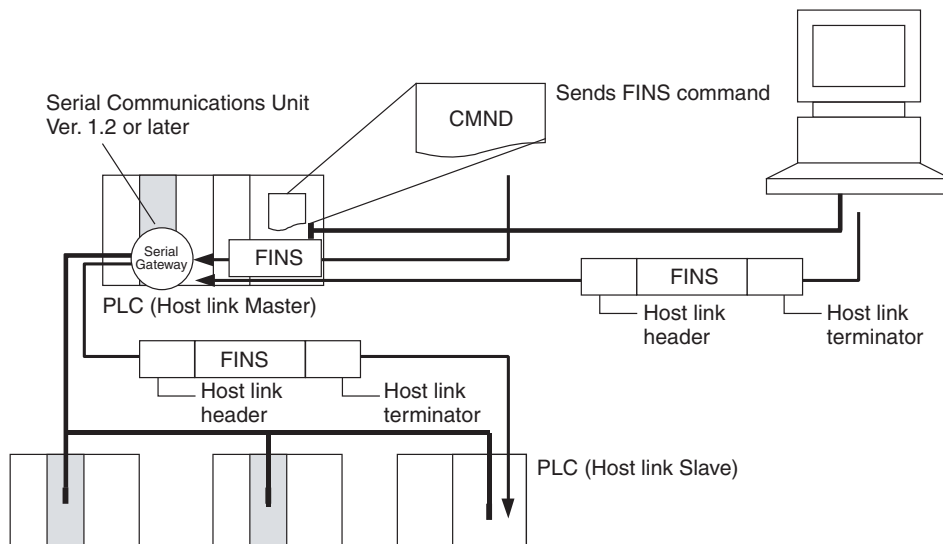 Sends FINS command
CMND
Serial Communications Unit
Ver. 1.2 or later
Serial
Gateway
FINS
FINS
PLC (Host link Master)
Host link
header
Host link
terminator
FINS
Host link
header
Host link
terminator
PLC (Host link Slave)